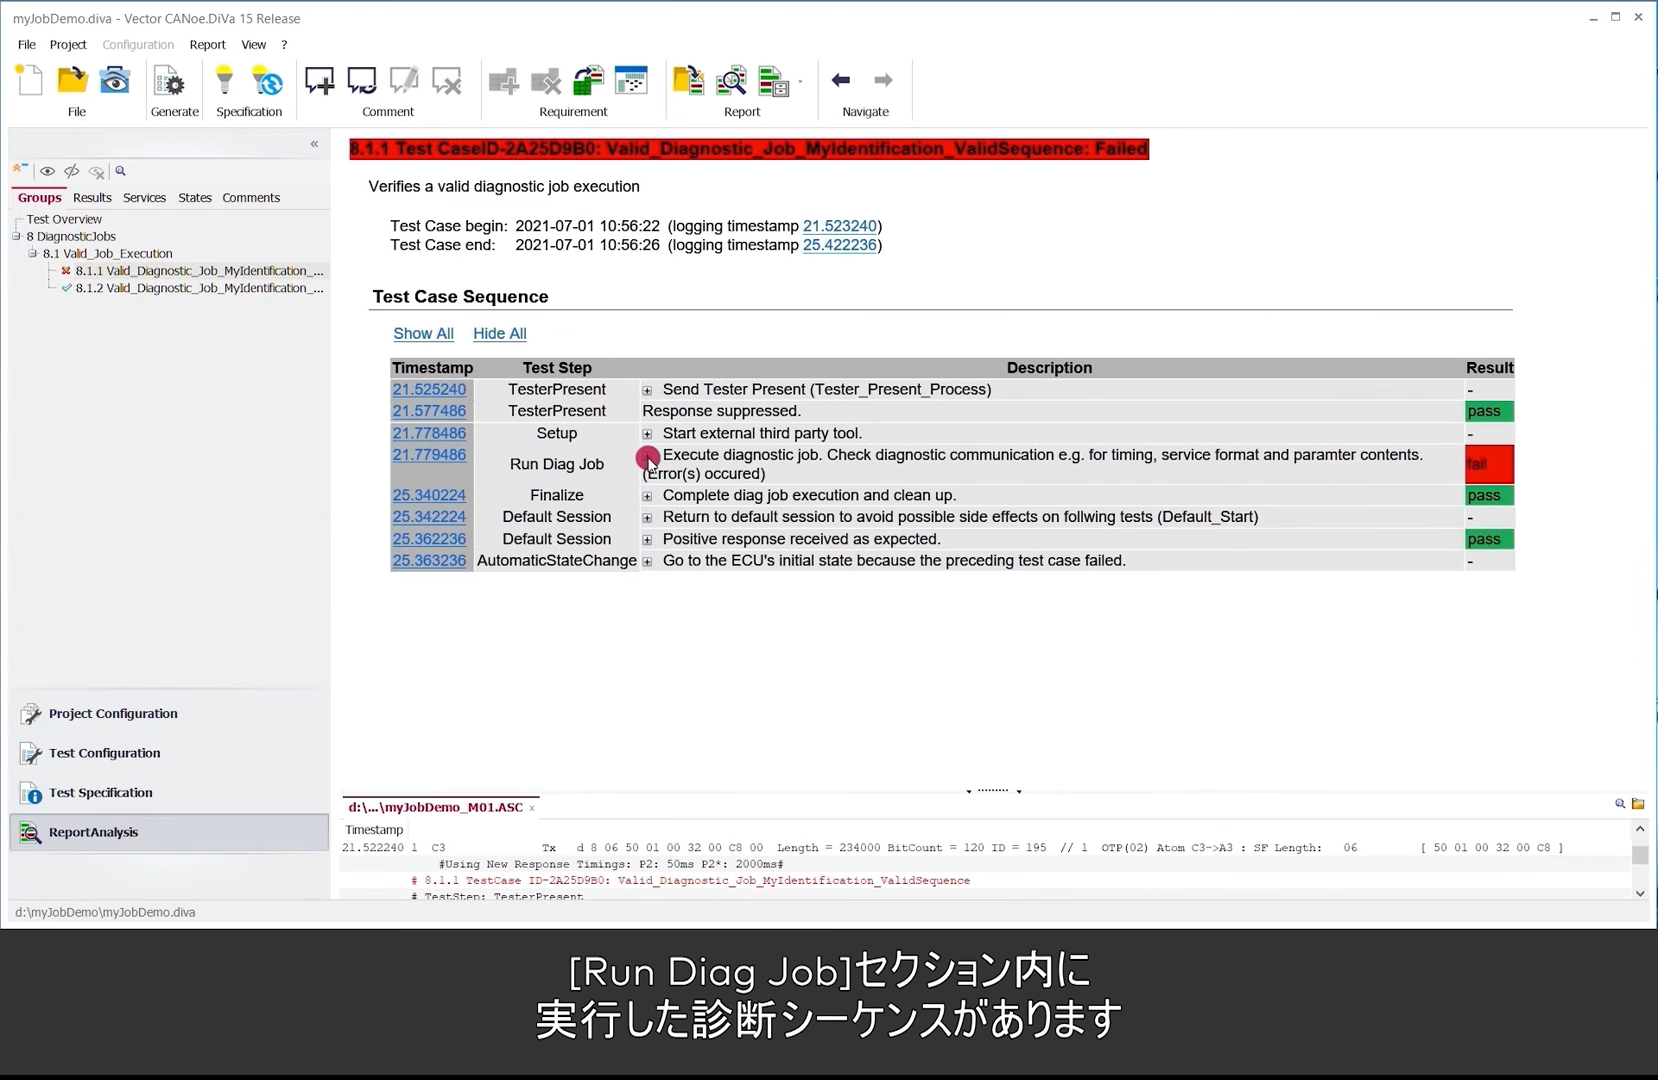 myJobDemo.diva - Vector CANoe.DiVa 15 Release
File Project Configuration Report View ?
File Generate Specification Comment Requirement Report Navigate
Groups Results Services States Comments
Test Overview
8 DiagnosticJobs
8.1 Valid_Job_Execution
8.1.1 Valid_Diagnostic_Job_MyIdentification_...
8.1.2 Valid_Diagnostic_Job_MyIdentification_...
Project Configuration
Test Configuration
Test Specification
ReportAnalysis
8.1.1 Test CaseID-2A25D9B0: Valid_Diagnostic_Job_MyIdentification_ValidSequence: Failed
Verifies a valid diagnostic job execution
Test Case begin: 2021-07-01 10:56:22 (logging timestamp 21.523240)
Test Case end: 2021-07-01 10:56:26 (logging timestamp 25.422236)
Test Case Sequence
Show All Hide All
Timestamp Test Step Description Result
21.525240 TesterPresent Send Tester Present (Tester_Present_Process) -
21.577486 TesterPresent Response suppressed. pass
21.778486 Setup Start external third party tool. -
21.779486 Run Diag Job Execute diagnostic job. Check diagnostic communication e.g. for timing, service format and paramter contents. fail
(Error(s) occured)
25.340224 Finalize Complete diag job execution and clean up. pass
25.342224 Default Session Return to default session to avoid possible side effects on follwing tests (Default_Start) -
25.362236 Default Session Positive response received as expected. pass
25.363236 AutomaticStateChange Go to the ECU's initial state because the preceding test case failed. -
d:\...\myJobDemo_M01.ASC
Timestamp
21.522240 1 C3 Tx d 8 06 50 01 00 32 00 C8 00 Length = 234000 BitCount = 120 ID = 195 // 1 OTP(02) Atom C3->A3 : SF Length: 06 [ 50 01 00 32 00 C8 ]
#Using New Response Timings: P2: 50ms P2*: 2000ms#
# 8.1.1 TestCase ID-2A25D9B0: Valid_Diagnostic_Job_MyIdentification_ValidSequence
# TestStep: TesterPresent
d:\myJobDemo\myJobDemo.diva
[Run Diag Job]セクション内に
実行した診断シーケンスがあります